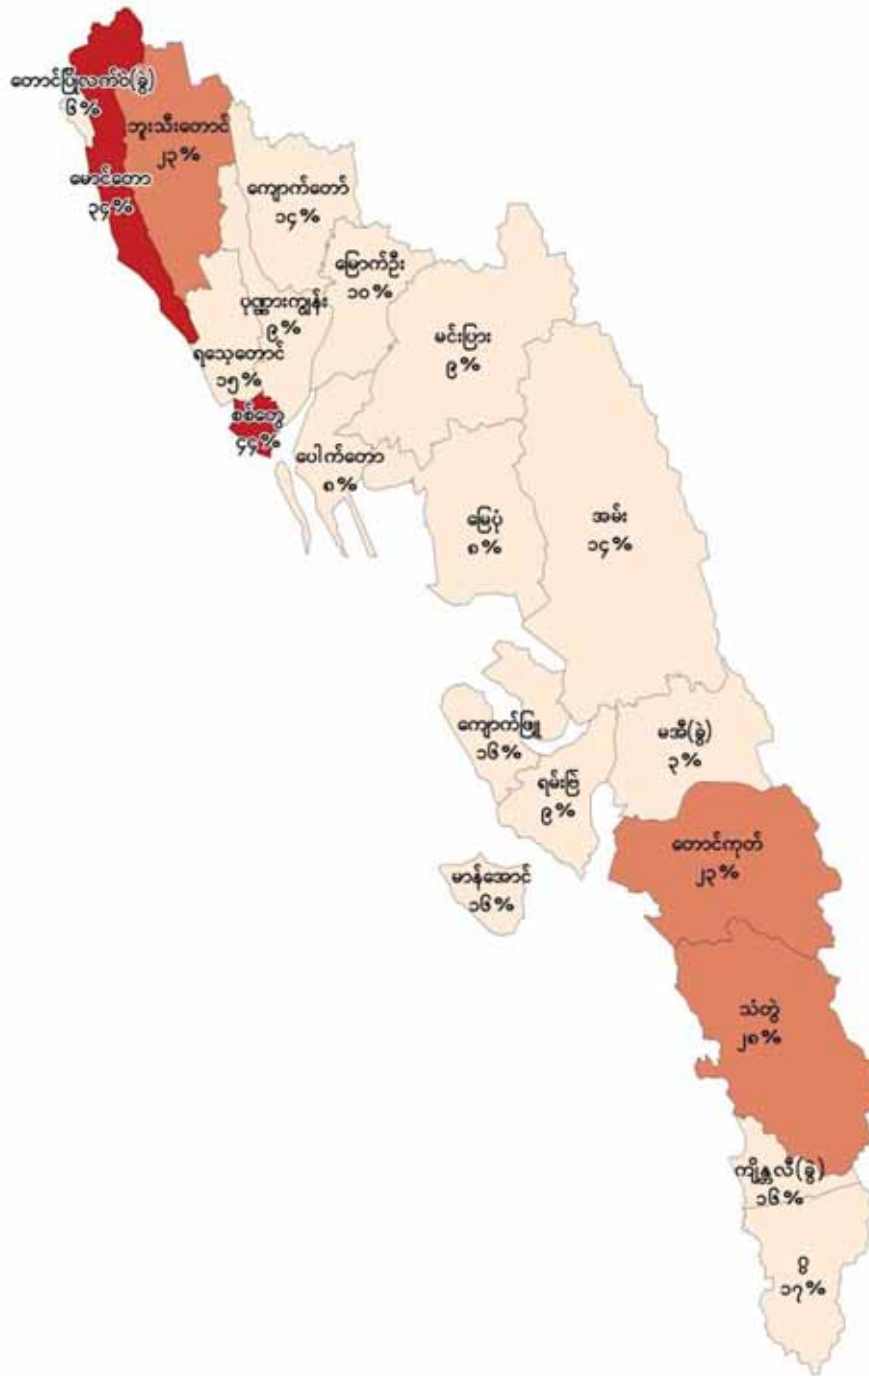 တောင်ပြိုလက်ဝဲ(ခွဲ)
၆%
ဘူးသီးတောင်
၂၃%
မောင်တော
၃၄%
ကျောက်တော်
၁၄%
မြောက်ဦး
၁၀%
ပုဏ္ဏားကျွန်း
၉%
မင်းပြား
၉%
ရသေ့တောင်
၁၅%
စစ်တွေ
၄၄%
ပေါက်တော
၈%
မြေပုံ
၈%
အမ်း
၁၄%
ကျောက်ဖြူ
၁၆%
မအီ(ခွဲ)
၃%
ရမ်းဗြဲ
၉%
တောင်ကုတ်
၂၃%
မာန်အောင်
၁၆%
သံတွဲ
၂၈%
ကျိန္တလီ(ခွဲ)
၁၆%
ဂွ
၁၇%